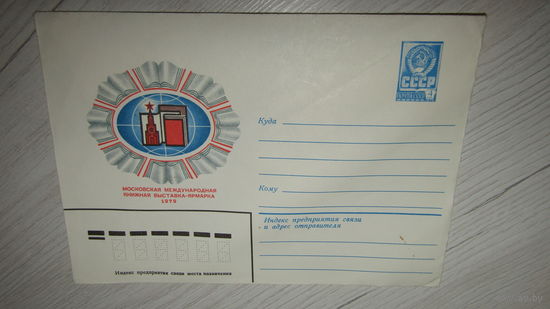 МОСКОВСКАЯ МЕЖДУНАРОДНАЯ
КНИЖНАЯ ВЫСТАВКА-ЯРМАРКА
1979
СССР
Куда
Кому
Индекс предприятия связи
и адрес отправителя
Индекс предприятия связи места назначения